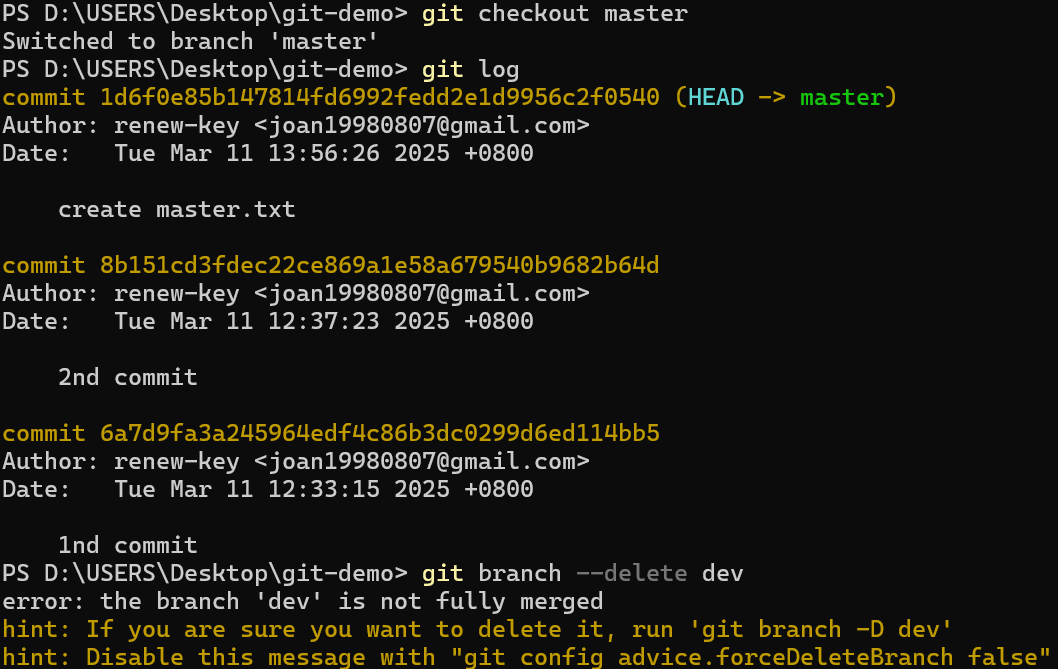 PS D:\USERS\Desktop\git-demo> git checkout master
Switched to branch 'master'
PS D:\USERS\Desktop\git-demo> git log
commit 1d6f0e85b147814fd6992fedd2e1d9956c2f0540 (HEAD -> master)
Author: renew-key <joan19980807@gmail.com>
Date:   Tue Mar 11 13:56:26 2025 +0800

    create master.txt

commit 8b151cd3fdec22ce869a1e58a679540b9682b64d
Author: renew-key <joan19980807@gmail.com>
Date:   Tue Mar 11 12:37:23 2025 +0800

    2nd commit

commit 6a7d9fa3a245964edf4c86b3dc0299d6ed114bb5
Author: renew-key <joan19980807@gmail.com>
Date:   Tue Mar 11 12:33:15 2025 +0800

    1nd commit
PS D:\USERS\Desktop\git-demo> git branch --delete dev
error: the branch 'dev' is not fully merged
hint: If you are sure you want to delete it, run 'git branch -D dev'
hint: Disable this message with "git config advice.forceDeleteBranch false"